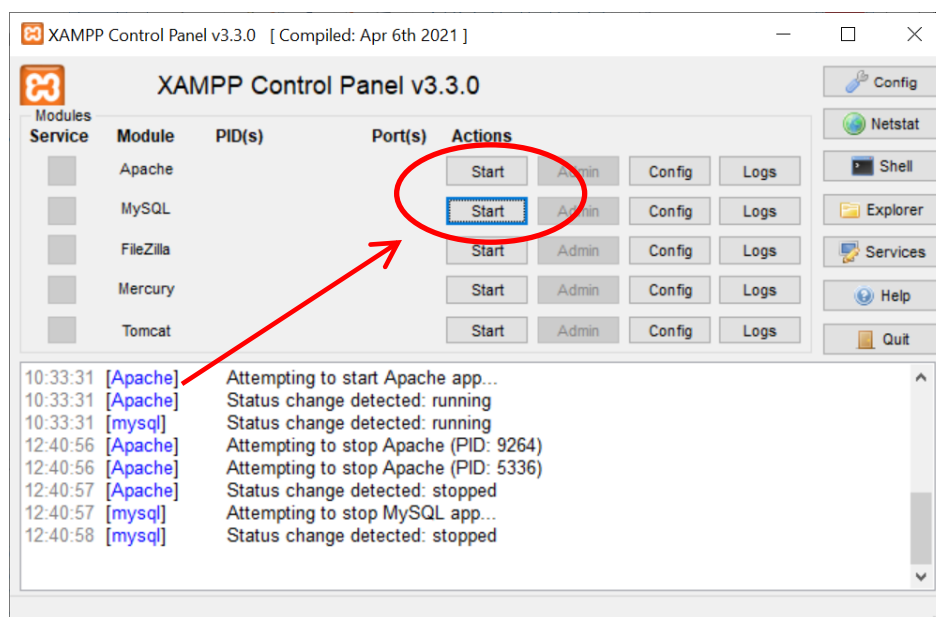 XAMPP Control Panel v3.3.0 [ Compiled: Apr 6th 2021 ]
XAMPP Control Panel v3.3.0
Config
Modules
Service Module PID(s) Port(s) Actions
Netstat
Apache Start Admin Config Logs
Shell
MySQL Start Admin Config Logs
Explorer
FileZilla Start Admin Config Logs
Services
Mercury Start Admin Config Logs
Help
Tomcat Start Admin Config Logs
Quit
10:33:31 [Apache] Attempting to start Apache app...
10:33:31 [Apache] Status change detected: running
10:33:31 [mysql] Status change detected: running
12:40:56 [Apache] Attempting to stop Apache (PID: 9264)
12:40:56 [Apache] Attempting to stop Apache (PID: 5336)
12:40:57 [Apache] Status change detected: stopped
12:40:57 [mysql] Attempting to stop MySQL app...
12:40:58 [mysql] Status change detected: stopped